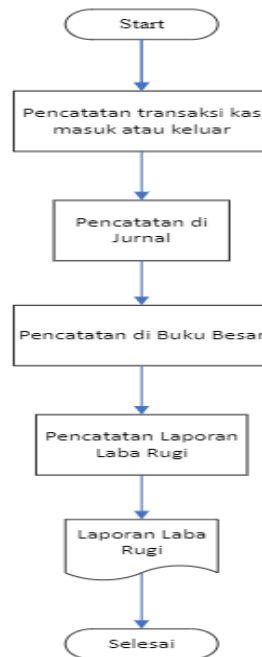 Start
Pencatatan transaksi kas
masuk atau keluar
Pencatatan di
Jurnal
Pencatatan di Buku Besar
Pencatatan Laporan
Laba Rugi
Laporan Laba
Rugi
Selesai